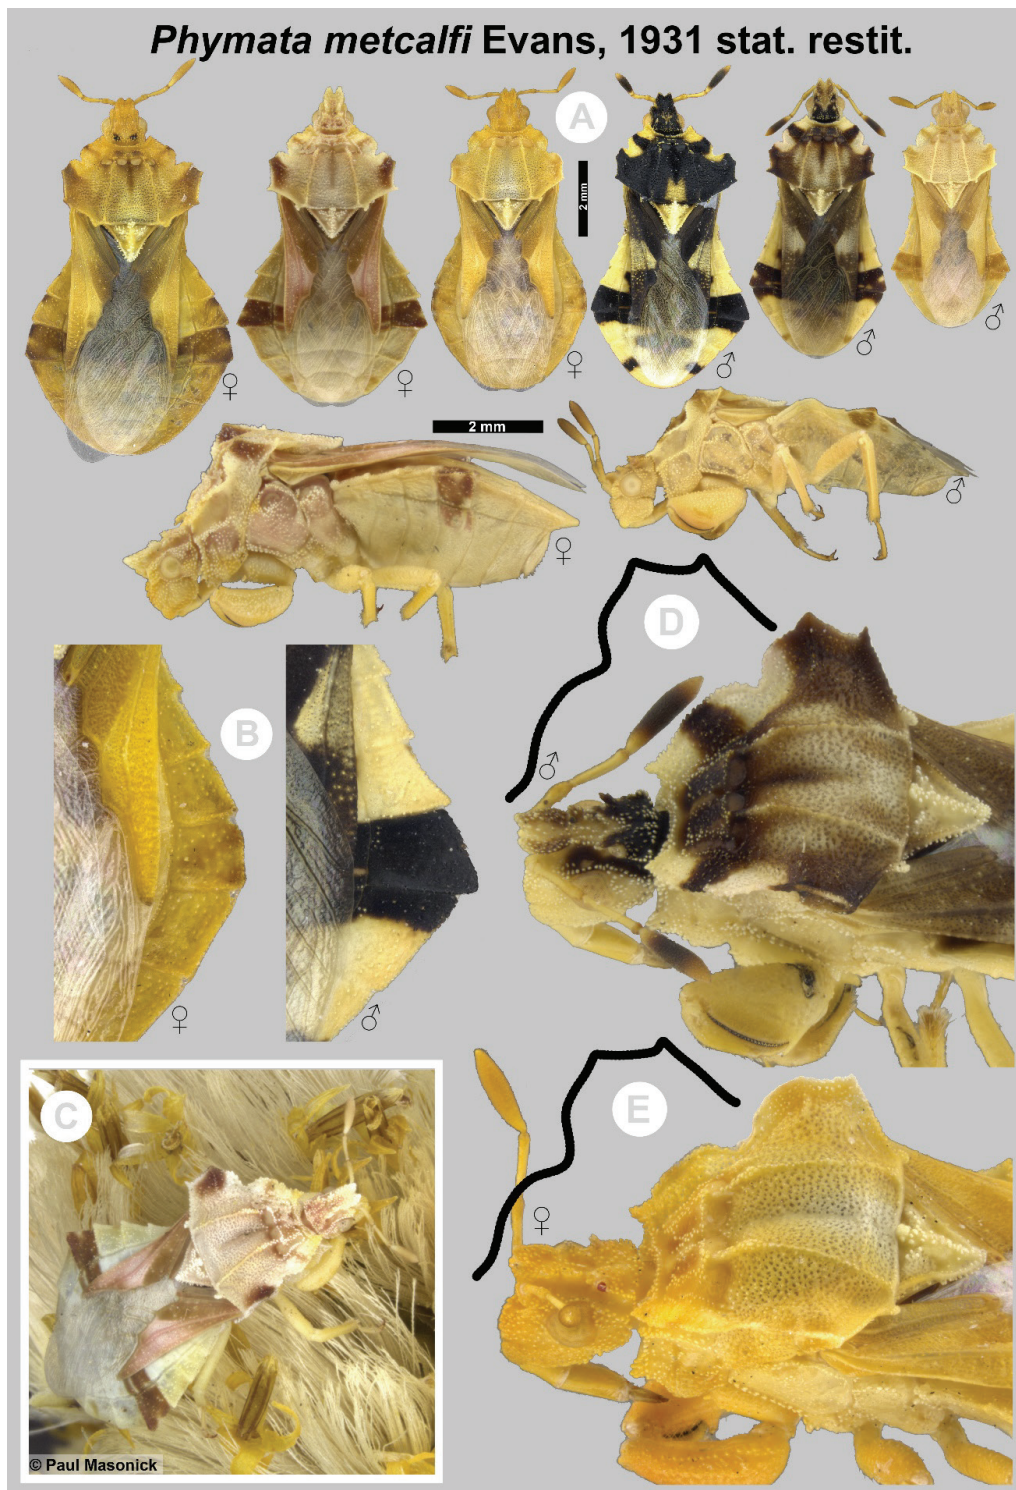 Phymata metcalfi Evans, 1931 stat. restit.
A
2 mm
♀
♀
♀
♂
♂
♂
2 mm
♀
♂
B
♀
♂
D
♂
C
© Paul Masonick
E
♀